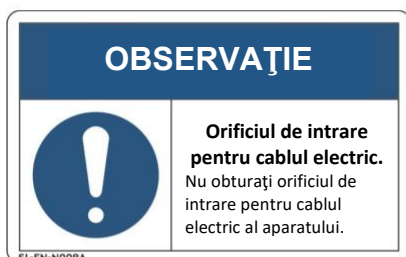 OBSERVAŢIE
Orificiul de intrare
pentru cablul electric.
Nu obturaţi orificiul de
intrare pentru cablul
electric al aparatului.